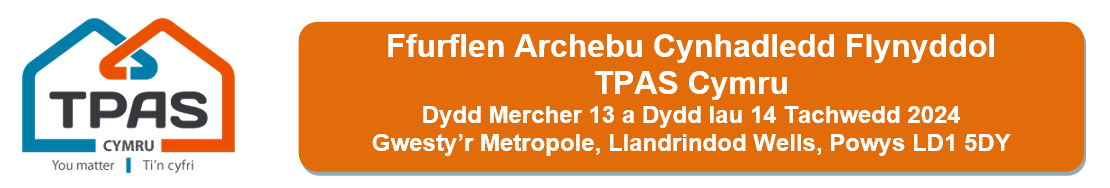 TPAS
CYMRU
You matter | Ti'n cyfri
Ffurflen Archebu Cynhadledd Flynyddol
TPAS Cymru
Dydd Mercher 13 a Dydd Iau 14 Tachwedd 2024
Gwesty’r Metropole, Llandrindod Wells, Powys LD1 5DY